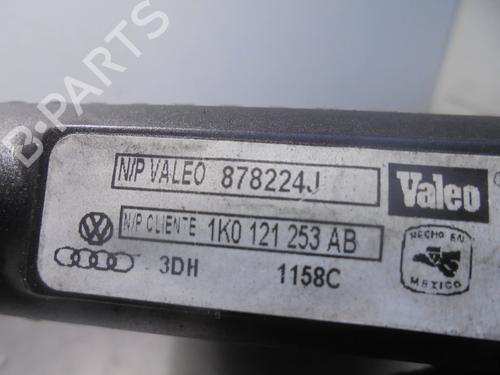 B-PARTS
N/P VALEO 878224J
Valeo
N/P CLIENTE 1K0 121 253 AB
HECHO EN
MEXICO
3DH 1158C